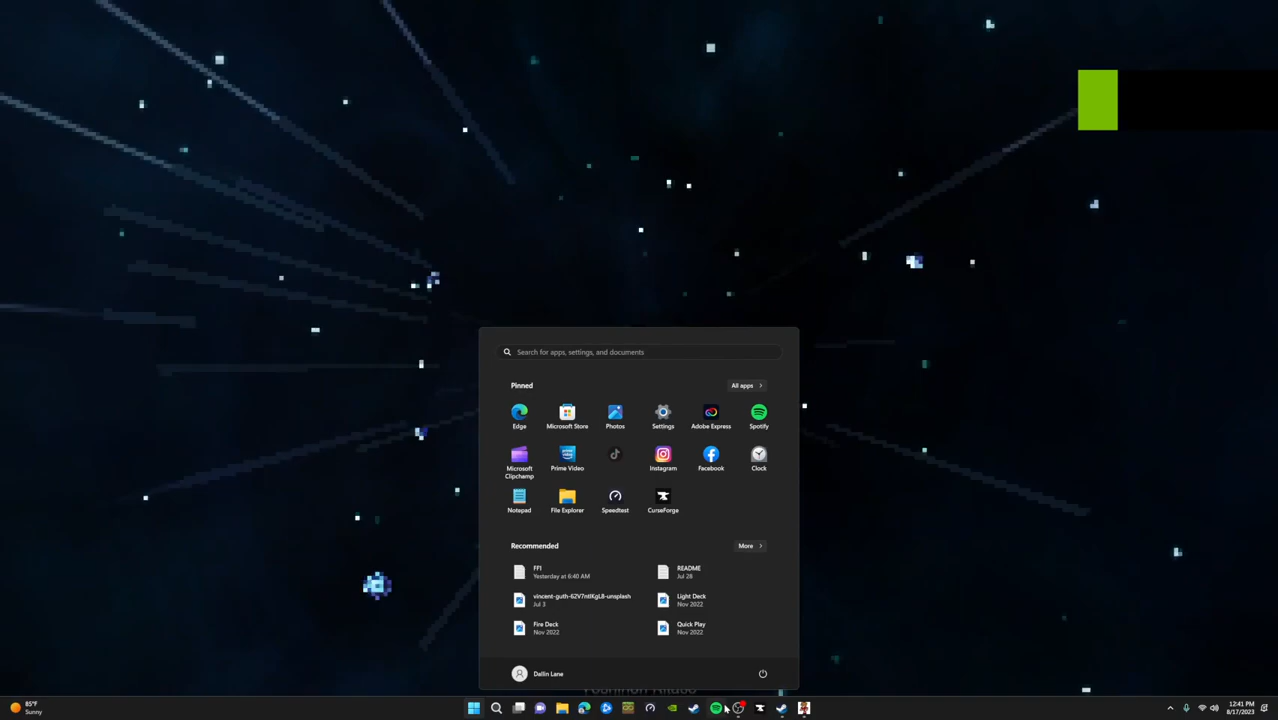 Search for apps, settings, and documents
Pinned
All apps
Edge
Microsoft Store
Photos
Settings
Adobe Express
Spotify
Microsoft Clipchamp
Prime Video
Instagram
Facebook
Clock
Notepad
File Explorer
Speedtest
CurseForge
Recommended
More
FFI
Yesterday at 6:40 AM
README
Jul 28
vincent-guth-62V7ntlKgL8-unsplash
Jul 3
Light Deck
Nov 2022
Fire Deck
Nov 2022
Quick Play
Nov 2022
Dallin Lane
85°F
Sunny
12:41 PM
8/17/2023